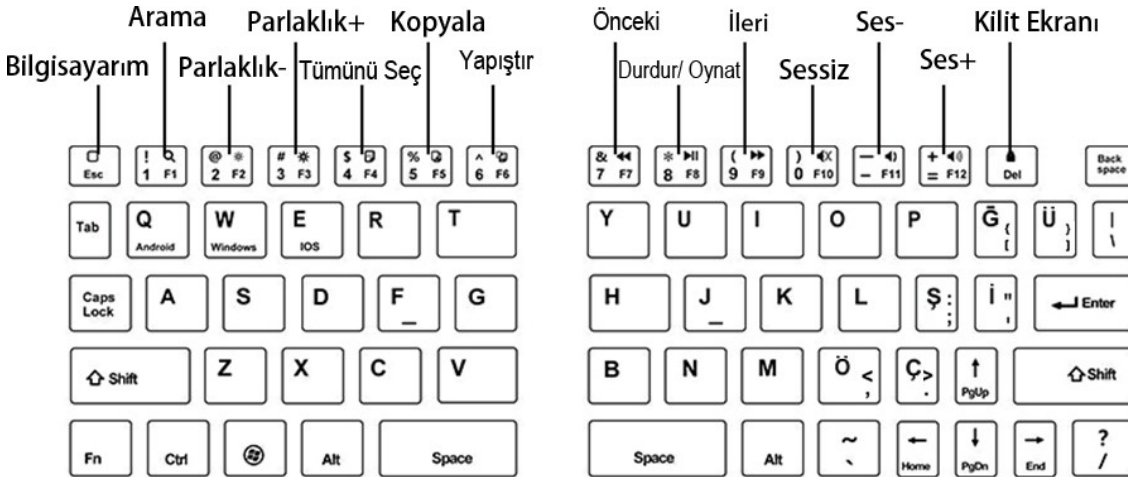 Arama Parlaklık+ Kopyala Önceki İleri Ses- Kilit Ekranı
Bilgisayarım Parlaklık- Tümünü Seç Yapıştır Durdur/ Oynat Sessiz Ses+
! @ # $ % ^ & * ( ) — +
Esc 1 F1 2 F2 3 F3 4 F4 5 F5 6 F6 7 F7 8 F8 9 F9 0 F10 – F11 = F12 Del Back space
Tab Q W E R T Y U I O P Ğ { [ Ü } ] | \
Android Windows IOS
Caps Lock A S D F G H J K L Ş : ; İ " ' Enter
Shift Z X C V B N M Ö < , Ç > . ↑ PgUp Shift
Fn Ctrl Alt Space Space Alt ~ ` ← Home ↓ PgDn → End ? /